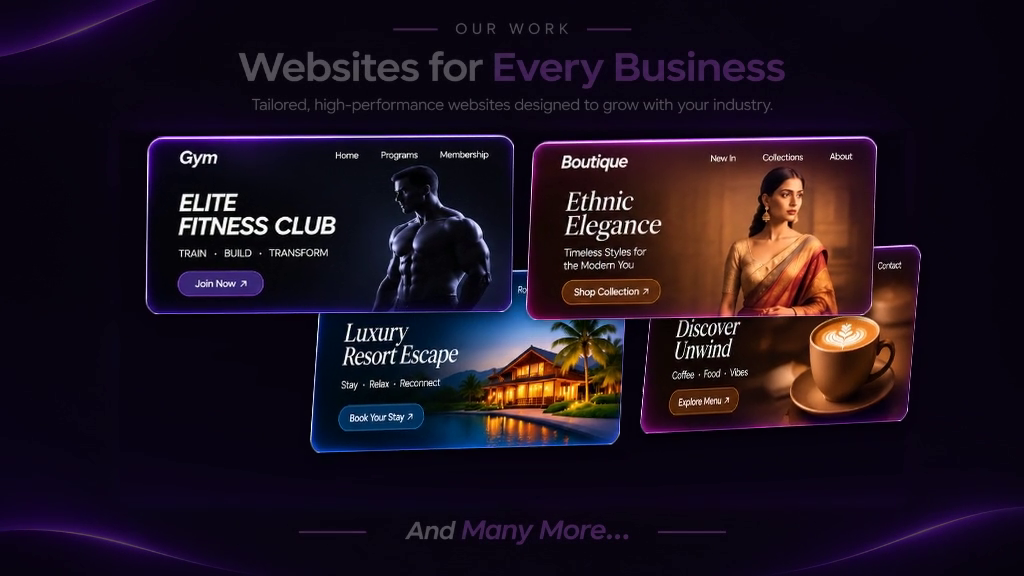 OUR WORK
Websites for Every Business
Tailored, high-performance websites designed to grow with your industry.
Gym
Home Programs Membership
ELITE
FITNESS CLUB
TRAIN · BUILD · TRANSFORM
Join Now ↗
Boutique
New In Collections About
Ethnic
Elegance
Timeless Styles for
the Modern You
Shop Collection ↗
Luxury
Resort Escape
Stay · Relax · Reconnect
Book Your Stay ↗
Contact
Discover
Unwind
Coffee · Food · Vibes
Explore Menu ↗
And Many More...